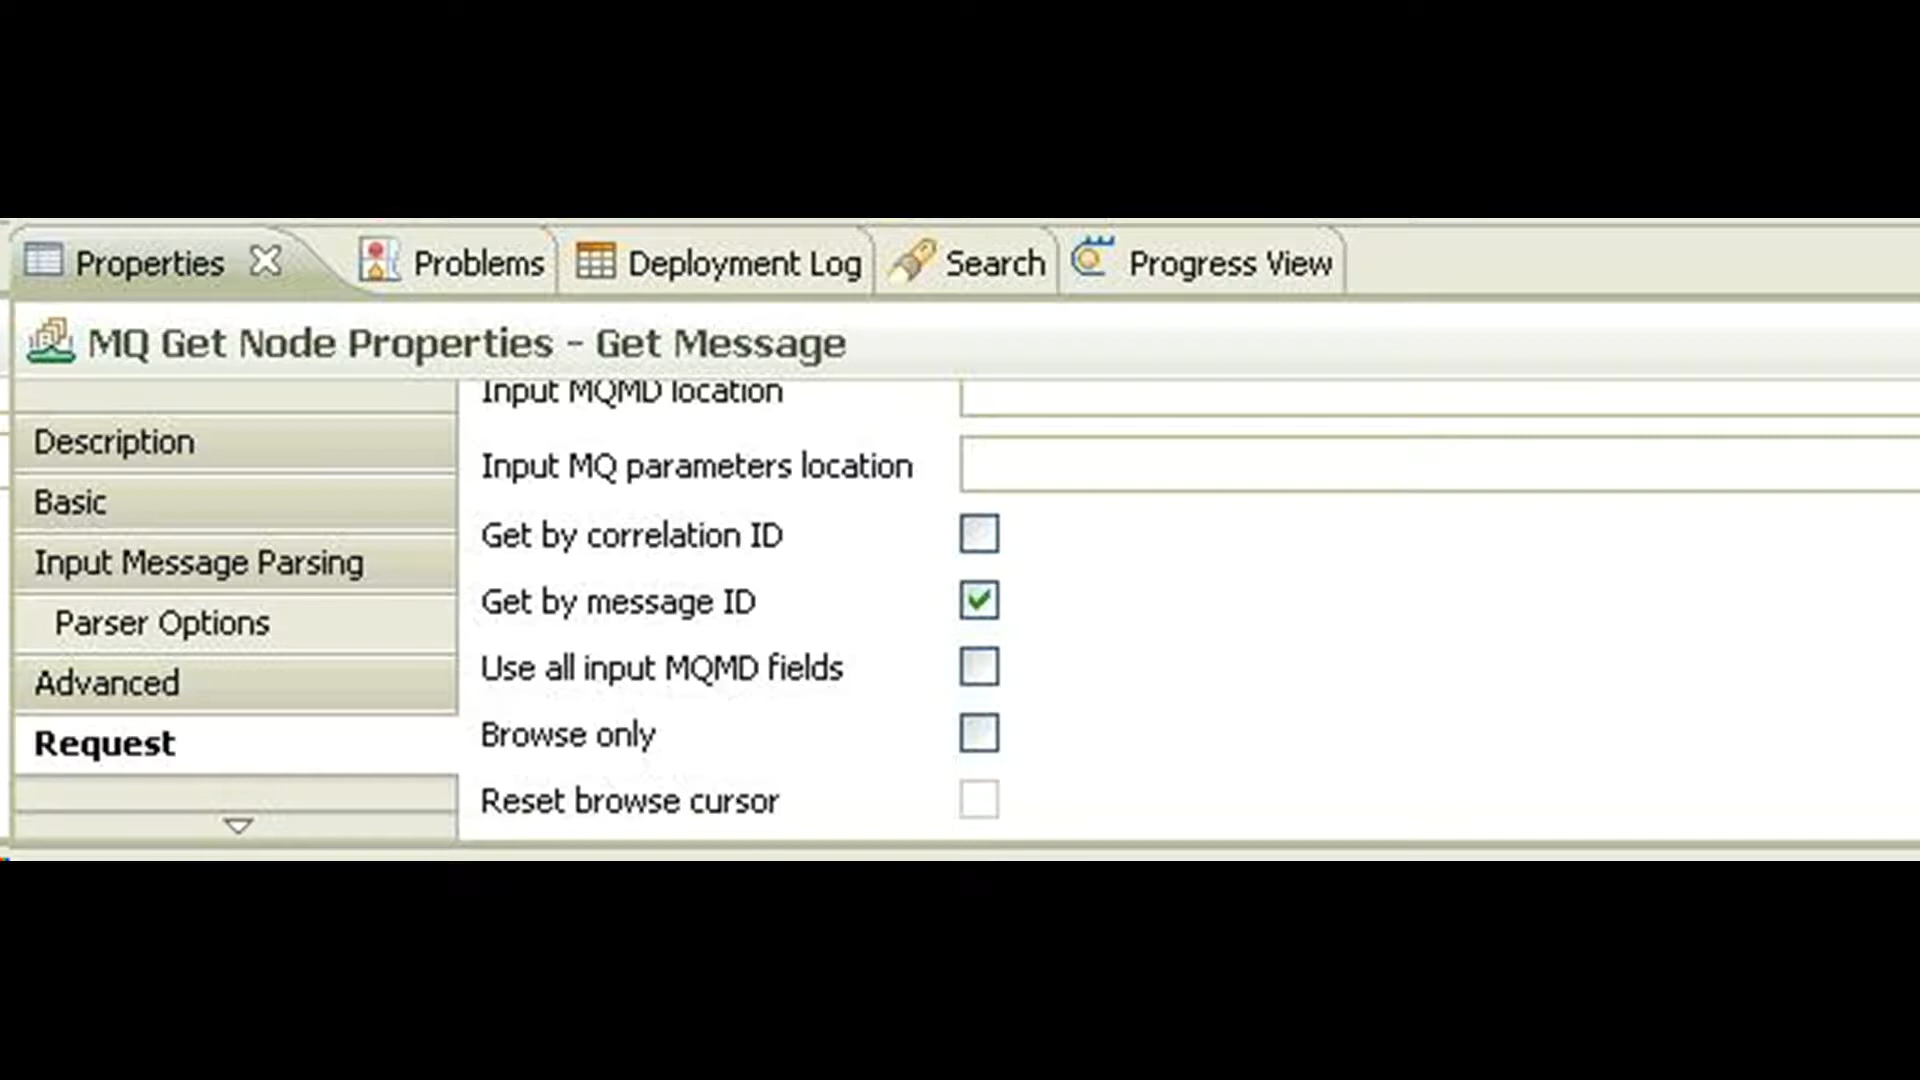 Properties Problems Deployment Log Search Progress View
MQ Get Node Properties - Get Message
Description
Basic
Input Message Parsing
Parser Options
Advanced
Request
Input MQMD location
Input MQ parameters location
Get by correlation ID
Get by message ID
Use all input MQMD fields
Browse only
Reset browse cursor